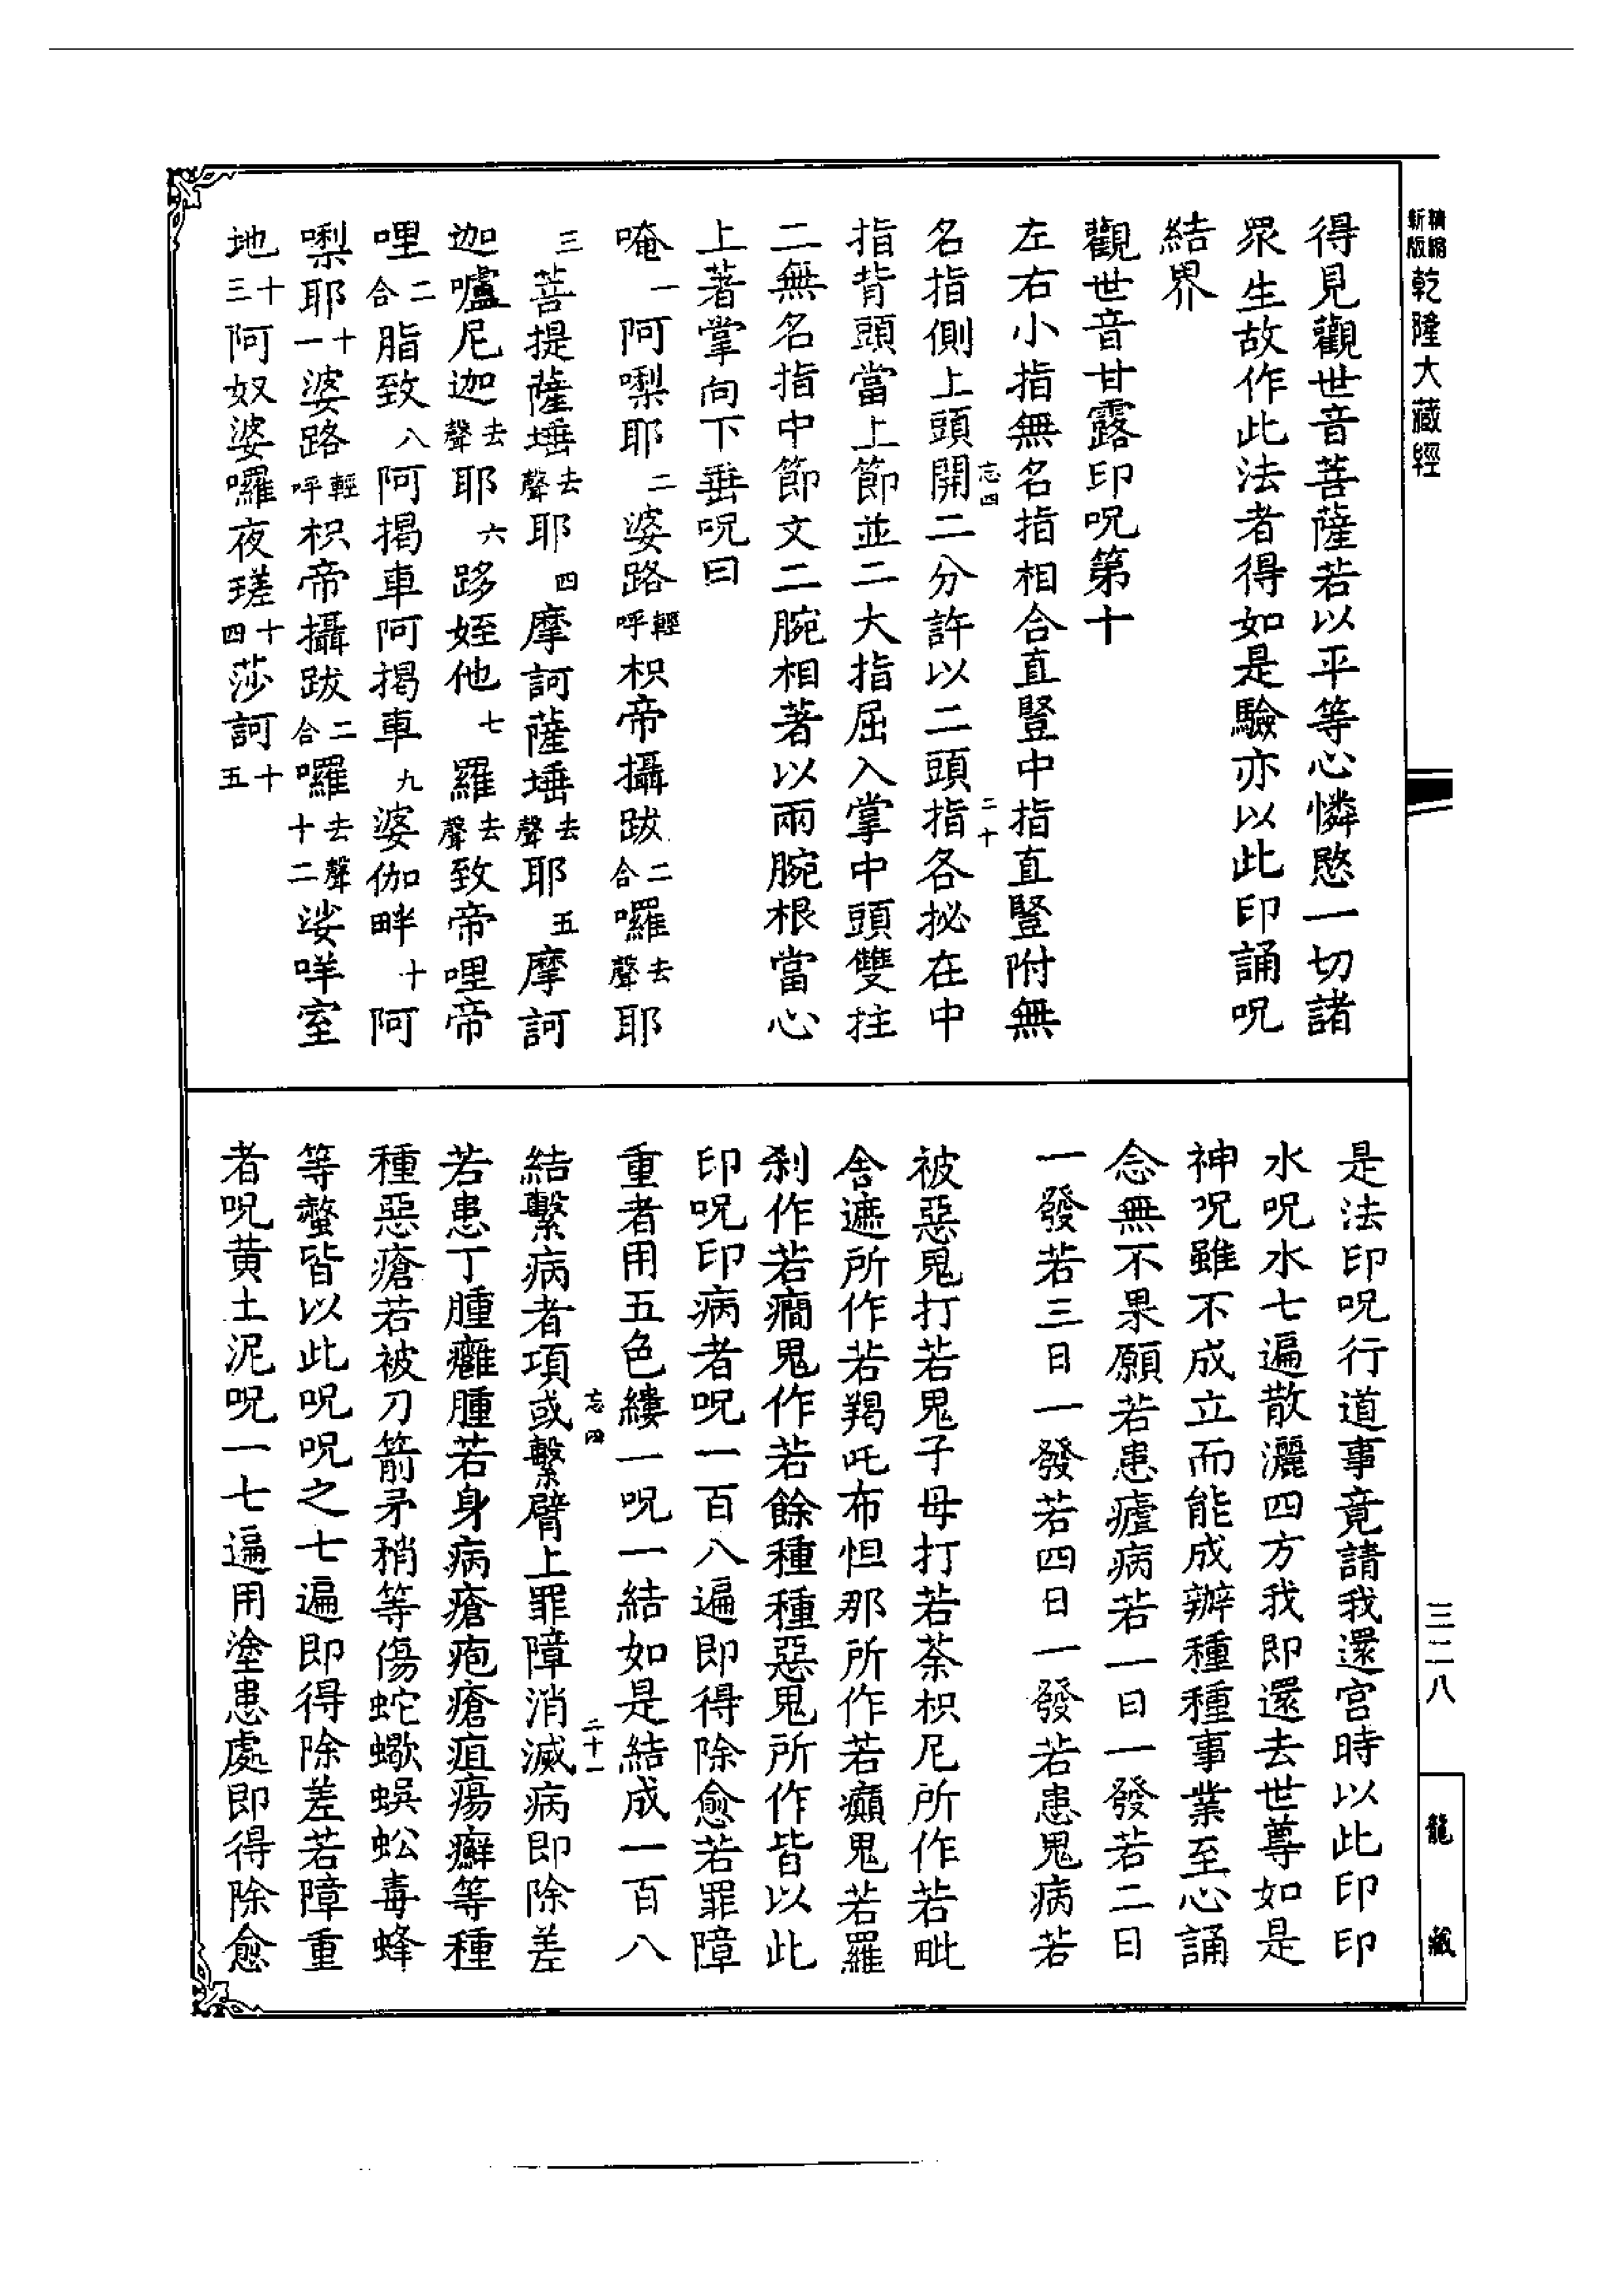 精縮新版
乾隆大藏經
得見觀世音菩薩若以平等心憐愍一切諸
眾生故作此法者得如是驗亦以此印誦呪
結界
觀世音甘露印呪第十
左右小指無名指相合直豎中指直豎附無
名指側上頭開二分許以二頭指各拯在中
忘四 二十
指背頭當上節並二大指屈入掌中頭雙拄
二無名指中節文二腕相著以兩腕根當心
上著掌向下垂呪曰
唵一阿㗚耶二婆路輕呼枳帝攝跋二合囉去聲耶
三菩提薩埵去聲耶四摩訶薩埵去聲耶五摩訶
迦嚧尼迦去聲耶六跢姪他七羅去聲致帝哩帝
哩二合脂致八阿揭車阿揭車九婆伽畔十阿
㗚耶十一婆路輕呼枳帝攝跋二合囉去聲十二娑咩室
地十三阿奴婆囉夜瑳十四莎訶十五
是法印呪行道事竟請我還宮時以此印印
水呪水七遍散灑四方我即還去世尊如是
神呪雖不成立而能成辦種種事業至心誦
念無不果願若患瘧病若一日一發若二日
一發若三日一發若四日一發若患鬼病若
被惡鬼打若鬼子母打若荼枳尼所作若毗
舍遮所作若羯吒布怛那所作若癲鬼若羅
剎作若癇鬼作若餘種種惡鬼所作皆以此
印呪印病者呪一百八遍即得除愈若罪障
重者用五色縷一呪一結如是結成一百八
結繫病者項或繫臂上罪障消滅病即除差
忘四 二十一
若患丁腫癰腫若身病瘡疱瘡疽瘍癬等種
種惡瘡若被刀箭矛矟等傷蛇蠍蜈蚣毒蜂
等螫皆以此呪呪之七遍即得除差若障重
者呪黃土泥呪一七遍用塗患處即得除愈
三二八
龍藏